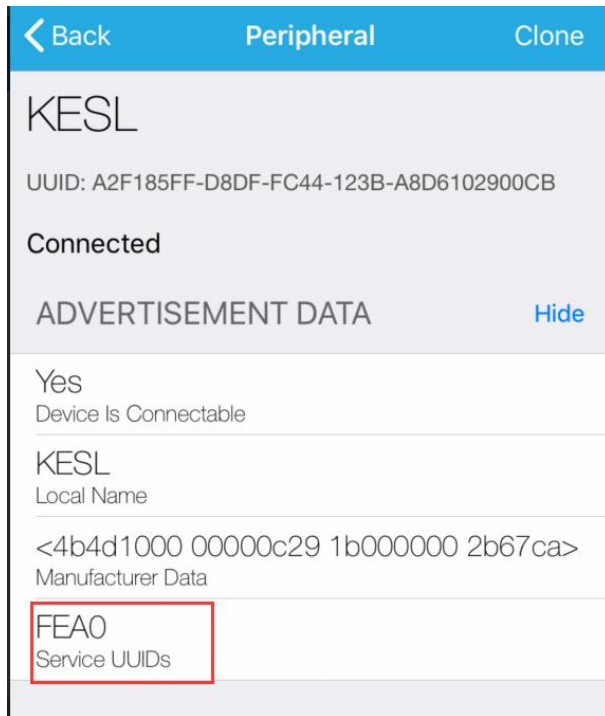 Back
Peripheral
Clone
KESL
UUID: A2F185FF-D8DF-FC44-123B-A8D6102900CB
Connected
ADVERTISEMENT DATA
Hide
Yes
Device Is Connectable
KESL
Local Name
<4b4d1000 00000c29 1b000000 2b67ca>
Manufacturer Data
FEA0
Service UUIDs